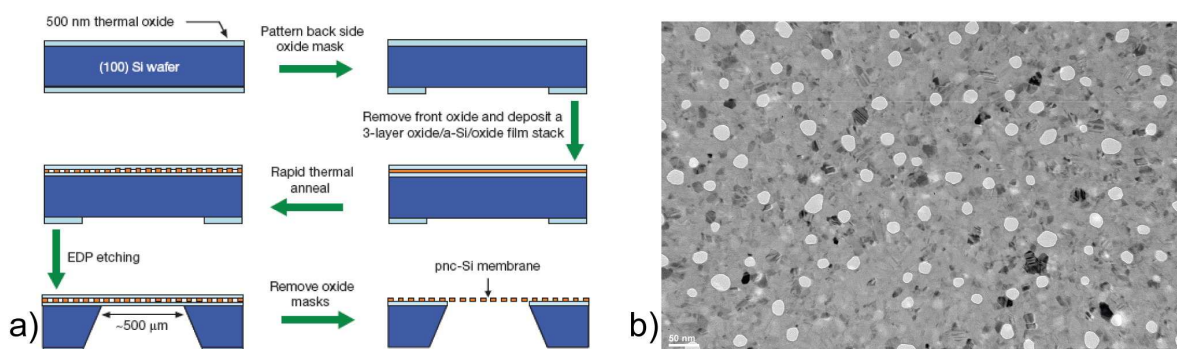 500 nm thermal oxide
(100) Si wafer
Pattern back side
oxide mask
Remove front oxide and deposit a
3-layer oxide/a-Si/oxide film stack
Rapid thermal
anneal
EDP etching
~500 μm
Remove oxide
masks
pnc-Si membrane
a)
b)
50 nm